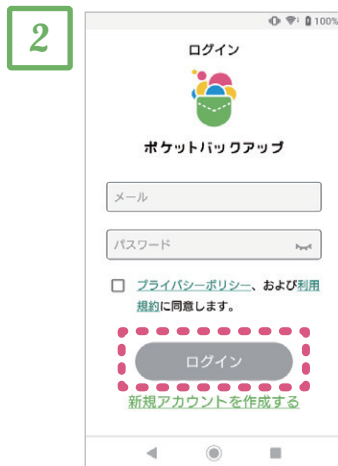 2
100%
ログイン
ポケットバックアップ
メール
パスワード
プライバシーポリシー、および利用
規約に同意します。
ログイン
新規アカウントを作成する